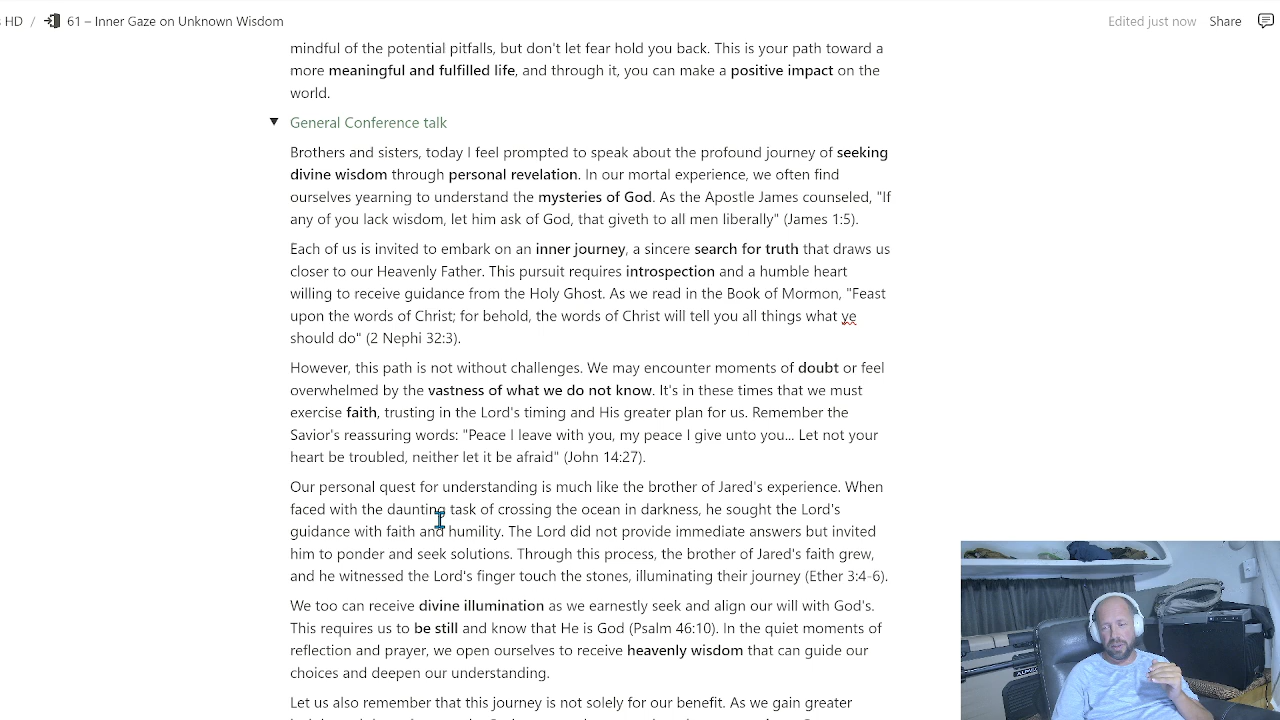 HD / 61 – Inner Gaze on Unknown Wisdom Edited just now Share
mindful of the potential pitfalls, but don't let fear hold you back. This is your path toward a
more meaningful and fulfilled life, and through it, you can make a positive impact on the
world.
General Conference talk
Brothers and sisters, today I feel prompted to speak about the profound journey of seeking
divine wisdom through personal revelation. In our mortal experience, we often find
ourselves yearning to understand the mysteries of God. As the Apostle James counseled, "If
any of you lack wisdom, let him ask of God, that giveth to all men liberally" (James 1:5).
Each of us is invited to embark on an inner journey, a sincere search for truth that draws us
closer to our Heavenly Father. This pursuit requires introspection and a humble heart
willing to receive guidance from the Holy Ghost. As we read in the Book of Mormon, "Feast
upon the words of Christ; for behold, the words of Christ will tell you all things what ye
should do" (2 Nephi 32:3).
However, this path is not without challenges. We may encounter moments of doubt or feel
overwhelmed by the vastness of what we do not know. It's in these times that we must
exercise faith, trusting in the Lord's timing and His greater plan for us. Remember the
Savior's reassuring words: "Peace I leave with you, my peace I give unto you... Let not your
heart be troubled, neither let it be afraid" (John 14:27).
Our personal quest for understanding is much like the brother of Jared's experience. When
faced with the daunting task of crossing the ocean in darkness, he sought the Lord's
guidance with faith and humility. The Lord did not provide immediate answers but invited
him to ponder and seek solutions. Through this process, the brother of Jared's faith grew,
and he witnessed the Lord's finger touch the stones, illuminating their journey (Ether 3:4-6).
We too can receive divine illumination as we earnestly seek and align our will with God's.
This requires us to be still and know that He is God (Psalm 46:10). In the quiet moments of
reflection and prayer, we open ourselves to receive heavenly wisdom that can guide our
choices and deepen our understanding.
Let us also remember that this journey is not solely for our benefit. As we gain greater